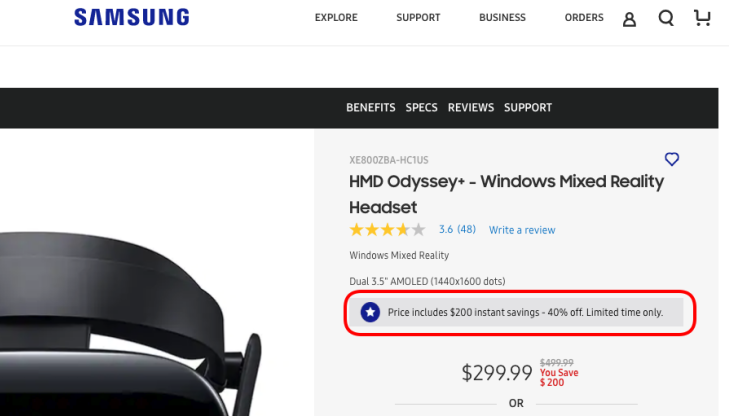 SAMSUNG
EXPLORE SUPPORT BUSINESS ORDERS
BENEFITS SPECS REVIEWS SUPPORT
XE800ZBA-HC1US
HMD Odyssey+ - Windows Mixed Reality
Headset
3.6 (48) Write a review
Windows Mixed Reality
Dual 3.5" AMOLED (1440x1600 dots)
Price includes $200 instant savings - 40% off. Limited time only.
$299.99 $499.99
You Save
$200
OR